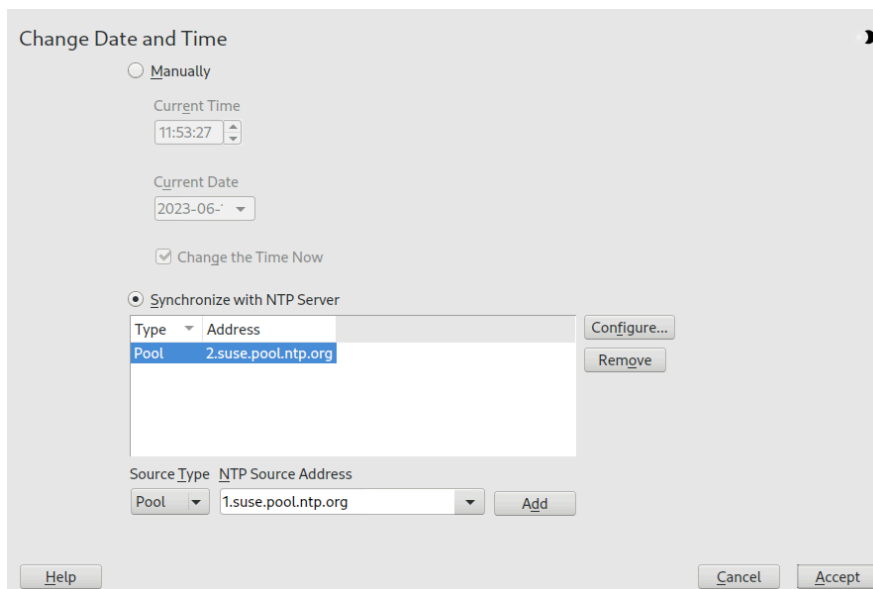 Change Date and Time
Manually
Current Time
11:53:27
Current Date
2023-06-
Change the Time Now
Synchronize with NTP Server
Type Address
Pool 2.suse.pool.ntp.org
Configure...
Remove
Source Type NTP Source Address
Pool 1.suse.pool.ntp.org Add
Help Cancel Accept